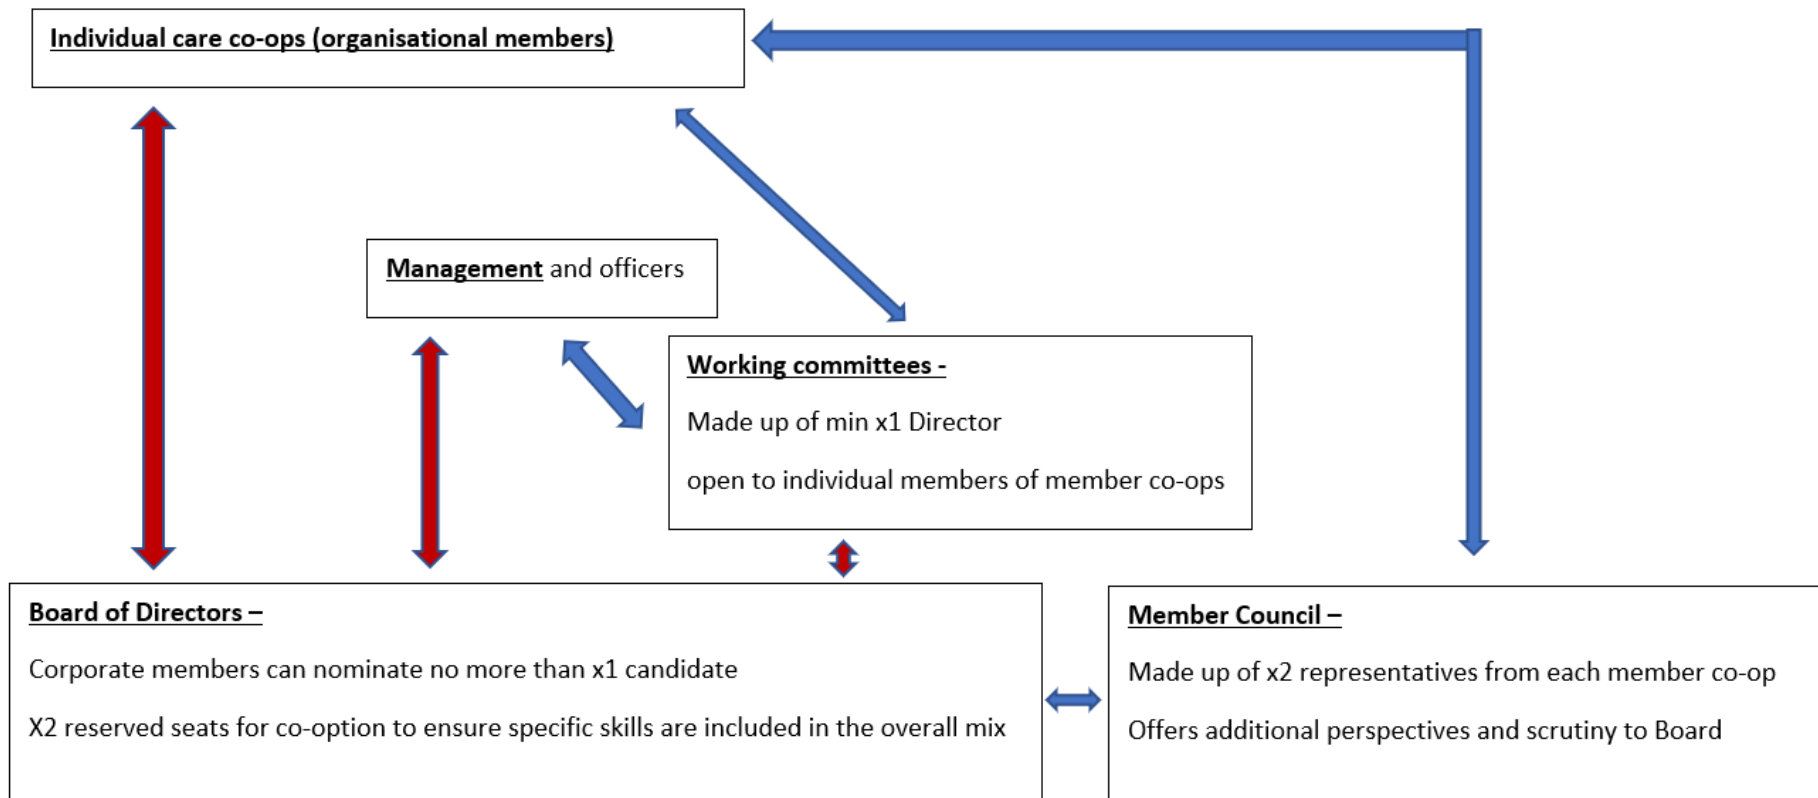 Individual care co-ops (organisational members)
Management and officers
Working committees -
Made up of min x1 Director
open to individual members of member co-ops
Board of Directors –
Corporate members can nominate no more than x1 candidate
X2 reserved seats for co-option to ensure specific skills are included in the overall mix
Member Council –
Made up of x2 representatives from each member co-op
Offers additional perspectives and scrutiny to Board